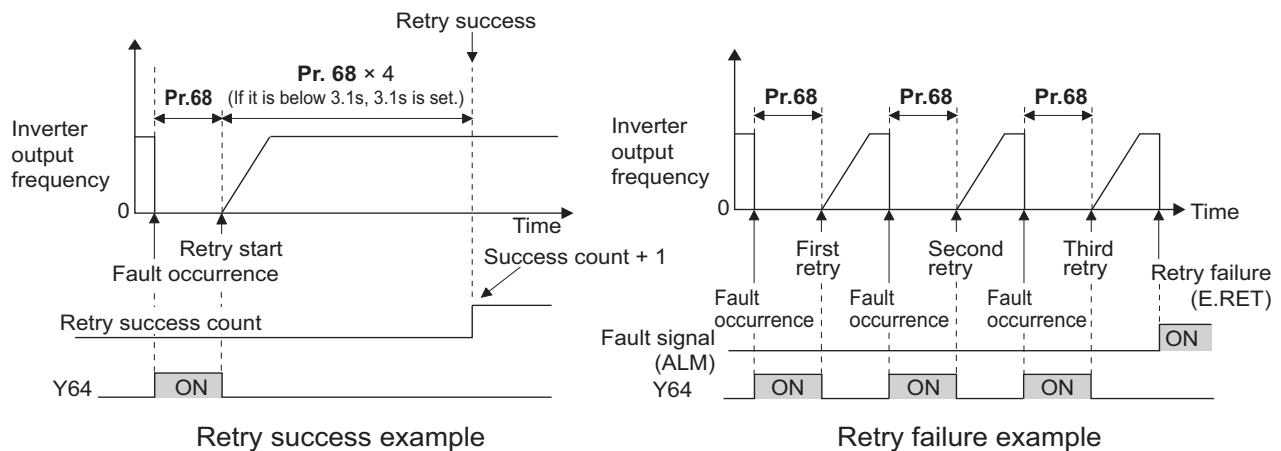 Retry success
Pr. 68 × 4
(If it is below 3.1s, 3.1s is set.)
Pr.68
Inverter
output
frequency
0
Time
Retry start
Fault occurrence
Success count + 1
Retry success count
Y64
ON
Retry success example
Pr.68
Pr.68
Pr.68
Inverter
output
frequency
0
Time
First
retry
Second
retry
Third
retry
Retry failure
(E.RET)
Fault
occurrence
Fault
occurrence
Fault
occurrence
Fault signal
(ALM)
ON
Y64
ON
ON
ON
Retry failure example